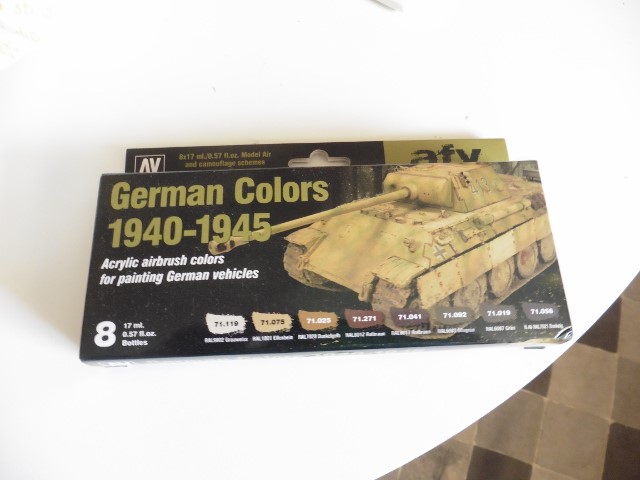 AV
8x17 ml./0.57 fl.oz. Model Air
and camouflage schemes
afv
German Colors
1940-1945
Acrylic airbrush colors
for painting German vehicles
8
17 ml.
0.57 fl.oz.
Bottles
71.119 71.075 71.025 71.271 71.041 71.092 71.019 71.056